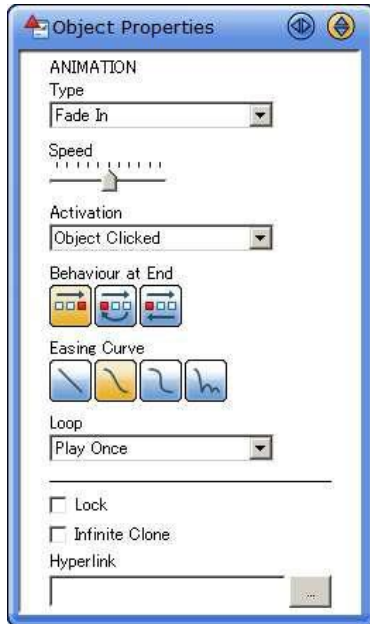 Object Properties
ANIMATION
Type
Fade In
Speed
Activation
Object Clicked
Behaviour at End
Easing Curve
Loop
Play Once
Lock
Infinite Clone
Hyperlink
...